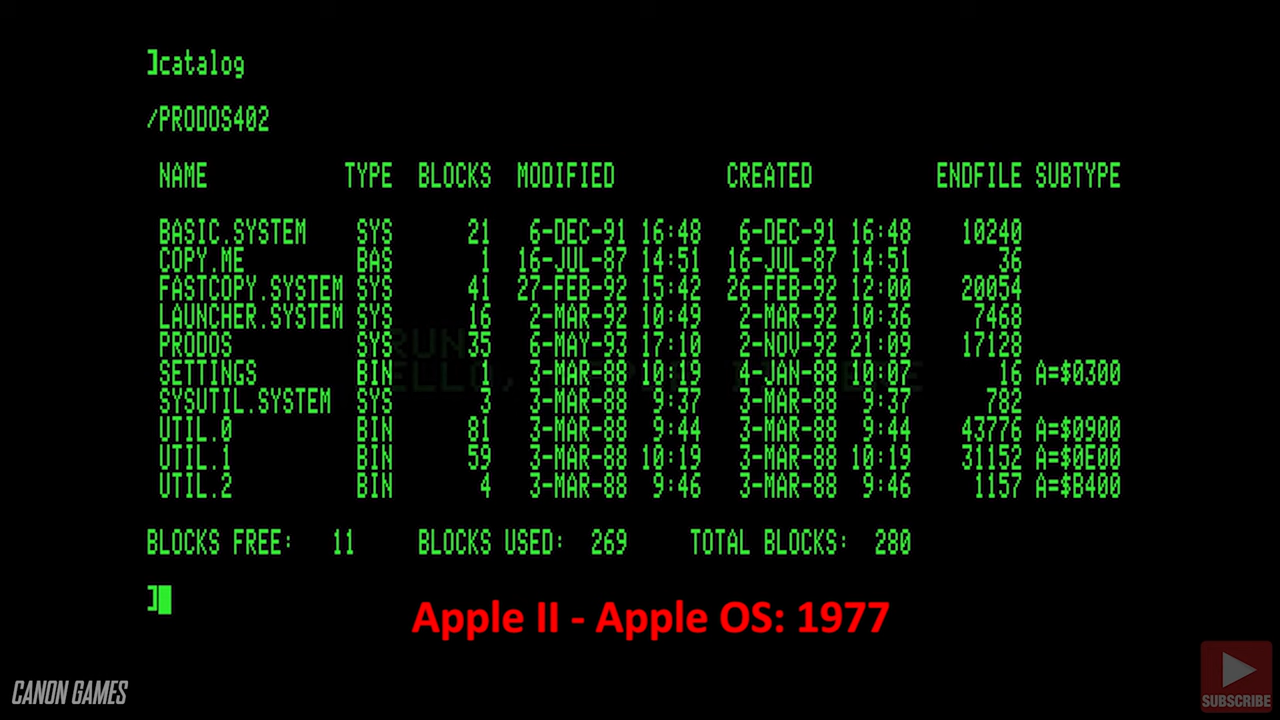 ]catalog
/PRODOS402
NAME TYPE BLOCKS MODIFIED CREATED ENDFILE SUBTYPE
BASIC.SYSTEM SYS 21 6-DEC-91 16:48 6-DEC-91 16:48 10240
COPY.ME BAS 1 16-JUL-87 14:51 16-JUL-87 14:51 36
FASTCOPY.SYSTEM SYS 41 27-FEB-92 15:42 26-FEB-92 12:00 20054
LAUNCHER.SYSTEM SYS 16 2-MAR-92 10:49 2-MAR-92 10:36 7468
PRODOS SYS 35 6-MAY-93 17:10 2-NOV-92 21:09 17128
SETTINGS BIN 1 3-MAR-88 10:19 4-JAN-88 10:07 16 A=$0300
SYSUTIL.SYSTEM SYS 3 3-MAR-88 9:37 3-MAR-88 9:37 782
UTIL.0 BIN 81 3-MAR-88 9:44 3-MAR-88 9:44 43776 A=$0900
UTIL.1 BIN 59 3-MAR-88 10:19 3-MAR-88 10:19 31152 A=$0E00
UTIL.2 BIN 4 3-MAR-88 9:46 3-MAR-88 9:46 1157 A=$B400
BLOCKS FREE: 11 BLOCKS USED: 269 TOTAL BLOCKS: 280
]
Apple II - Apple OS: 1977
CANON GAMES
SUBSCRIBE